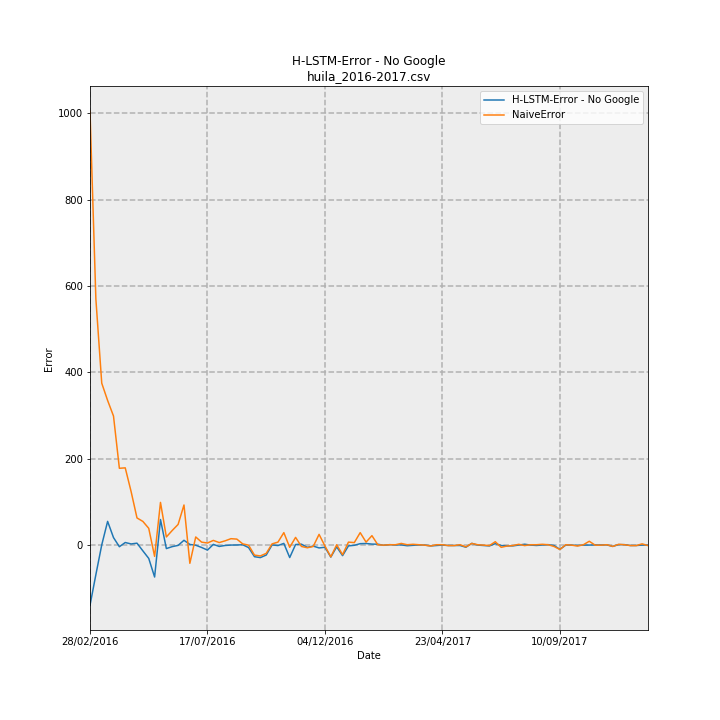 H-LSTM-Error - No Google
huila_2016-2017.csv
H-LSTM-Error - No Google
NaiveError
1000
800
600
400
200
0
Error
28/02/2016
17/07/2016
04/12/2016
23/04/2017
10/09/2017
Date